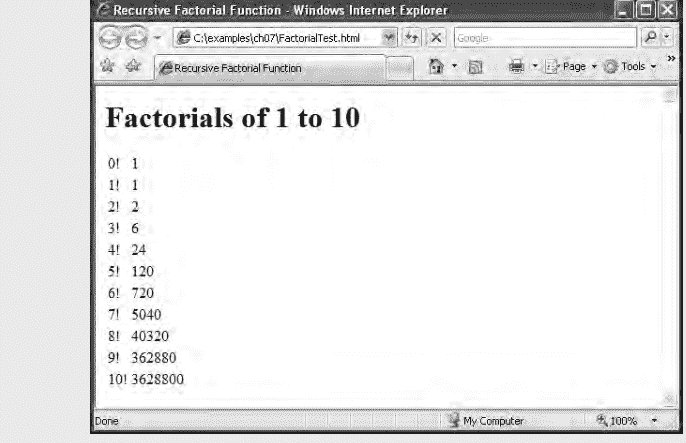 Recursive Factorial Function - Windows Internet Explorer
C:\examples\ch07\FactorialTest.html Google
Recursive Factorial Function Page Tools »
Factorials of 1 to 10
0! 1
1! 1
2! 2
3! 6
4! 24
5! 120
6! 720
7! 5040
8! 40320
9! 362880
10! 3628800
Done My Computer 100%